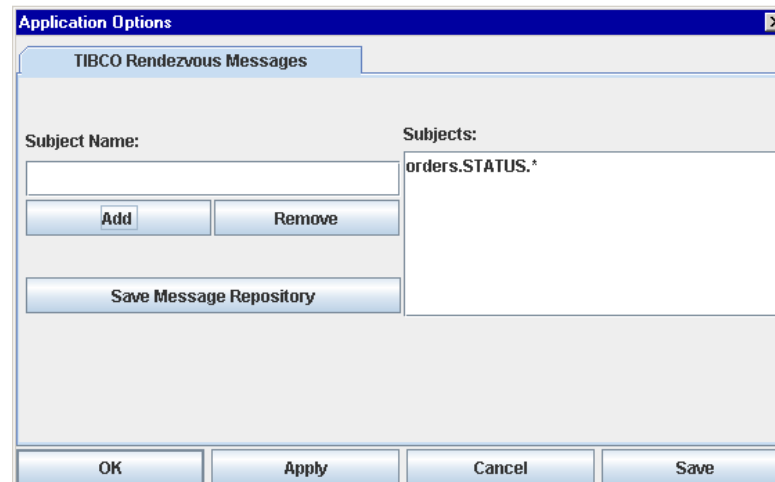 Application Options
TIBCO Rendezvous Messages
Subject Name:
Subjects:
orders.STATUS.*
Add Remove
Save Message Repository
OK Apply Cancel Save